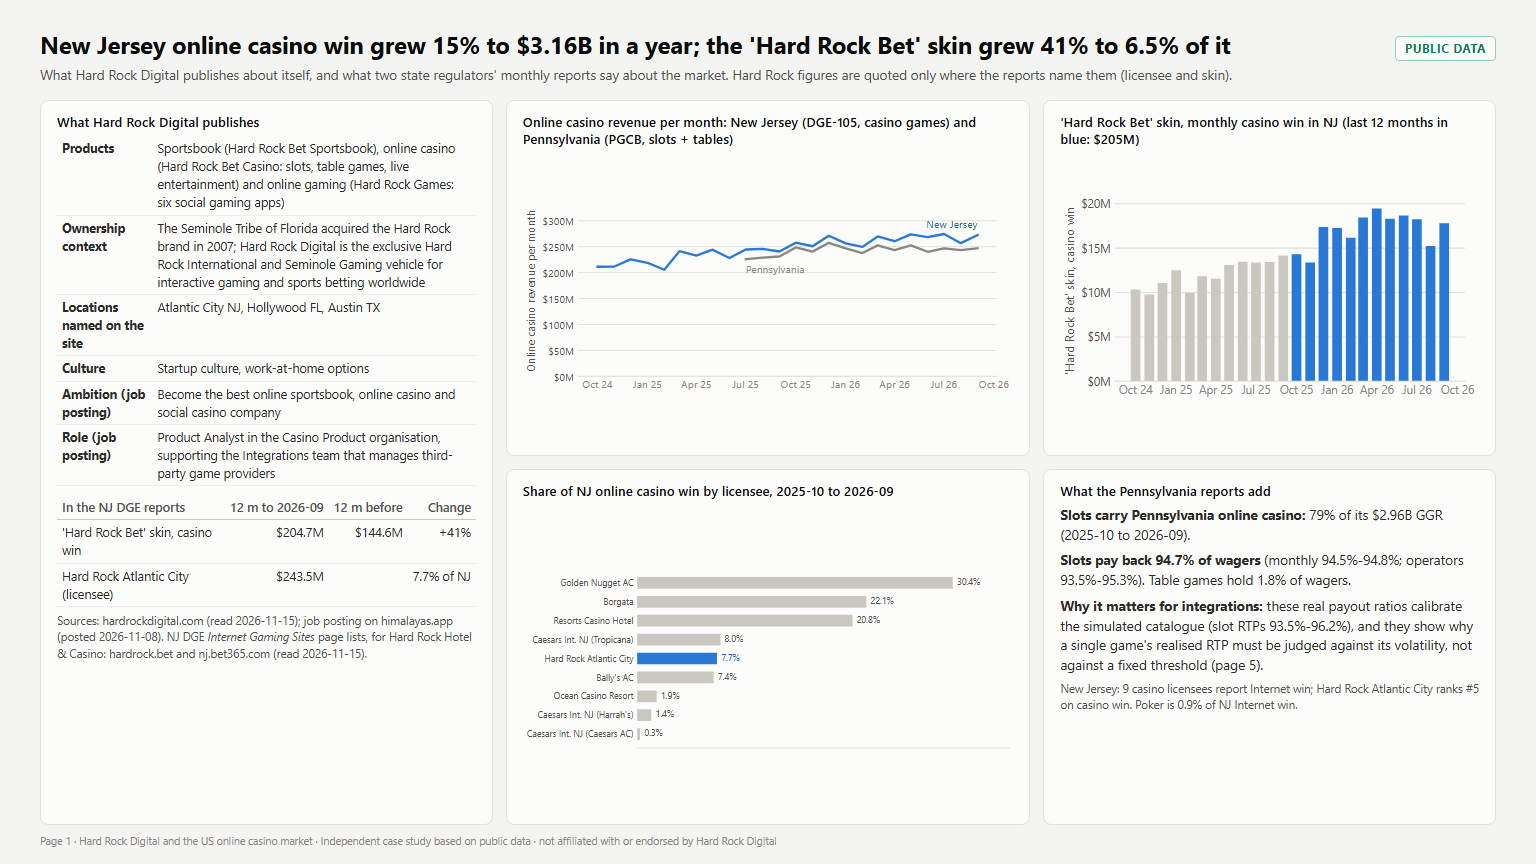 New Jersey online casino win grew 15% to $3.16B in a year; the 'Hard Rock Bet' skin grew 41% to 6.5% of it
PUBLIC DATA
What Hard Rock Digital publishes about itself, and what two state regulators' monthly reports say about the market. Hard Rock figures are quoted only where the reports name them (licensee and skin).
What Hard Rock Digital publishes
Products
Sportsbook (Hard Rock Bet Sportsbook), online casino
(Hard Rock Bet Casino: slots, table games, live
entertainment) and online gaming (Hard Rock Games:
six social gaming apps)
Ownership
context
The Seminole Tribe of Florida acquired the Hard Rock
brand in 2007; Hard Rock Digital is the exclusive Hard
Rock International and Seminole Gaming vehicle for
interactive gaming and sports betting worldwide
Locations
named on the
site
Atlantic City NJ, Hollywood FL, Austin TX
Culture
Startup culture, work-at-home options
Ambition (job
posting)
Become the best online sportsbook, online casino and
social casino company
Role (job
posting)
Product Analyst in the Casino Product organisation,
supporting the Integrations team that manages third-
party game providers
In the NJ DGE reports 12 m to 2026-09 12 m before Change
'Hard Rock Bet' skin, casino
win
$204.7M $144.6M +41%
Hard Rock Atlantic City
(licensee)
$243.5M 7.7% of NJ
Sources: hardrockdigital.com (read 2026-11-15); job posting on himalayas.app
(posted 2026-11-08). NJ DGE Internet Gaming Sites page lists, for Hard Rock Hotel
& Casino: hardrock.bet and nj.bet365.com (read 2026-11-15).
Online casino revenue per month: New Jersey (DGE-105, casino games) and
Pennsylvania (PGCB, slots + tables)
Online casino revenue per month
$300M
$250M
$200M
$150M
$100M
$50M
$0M
New Jersey
Pennsylvania
Oct 24 Jan 25 Apr 25 Jul 25 Oct 25 Jan 26 Apr 26 Jul 26 Oct 26
'Hard Rock Bet' skin, monthly casino win in NJ (last 12 months in
blue: $205M)
'Hard Rock Bet' skin, casino win
$20M
$15M
$10M
$5M
$0M
Oct 24 Jan 25 Apr 25 Jul 25 Oct 25 Jan 26 Apr 26 Jul 26 Oct 26
Share of NJ online casino win by licensee, 2025-10 to 2026-09
Golden Nugget AC 30.4%
Borgata 22.1%
Resorts Casino Hotel 20.8%
Caesars Int. NJ (Tropicana) 8.0%
Hard Rock Atlantic City 7.7%
Bally's AC 7.4%
Ocean Casino Resort 1.9%
Caesars Int. NJ (Harrah's) 1.4%
Caesars Int. NJ (Caesars AC) 0.3%
What the Pennsylvania reports add
Slots carry Pennsylvania online casino: 79% of its $2.96B GGR
(2025-10 to 2026-09).
Slots pay back 94.7% of wagers (monthly 94.5%-94.8%; operators
93.5%-95.3%). Table games hold 1.8% of wagers.
Why it matters for integrations: these real payout ratios calibrate
the simulated catalogue (slot RTPs 93.5%-96.2%), and they show why
a single game's realised RTP must be judged against its volatility, not
against a fixed threshold (page 5).
New Jersey: 9 casino licensees report Internet win; Hard Rock Atlantic City ranks #5
on casino win. Poker is 0.9% of NJ Internet win.
Page 1 · Hard Rock Digital and the US online casino market · Independent case study based on public data · not affiliated with or endorsed by Hard Rock Digital